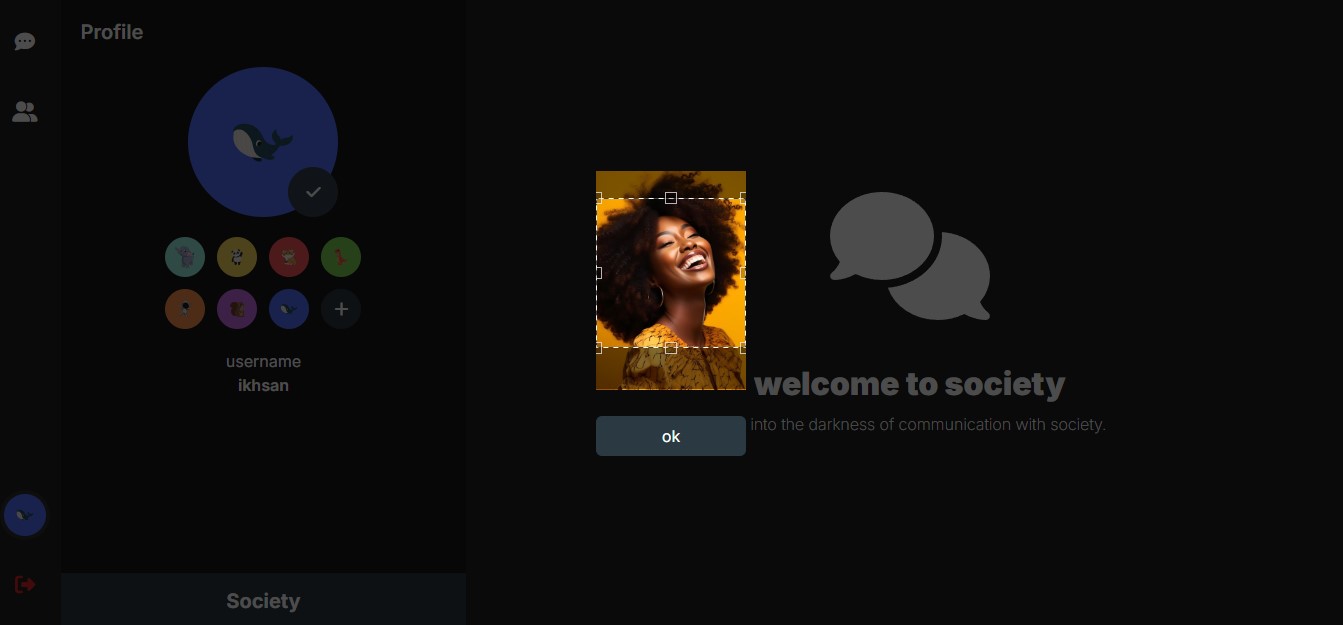 Profile
username
ikhsan
Society
ok
welcome to society
into the darkness of communication with society.